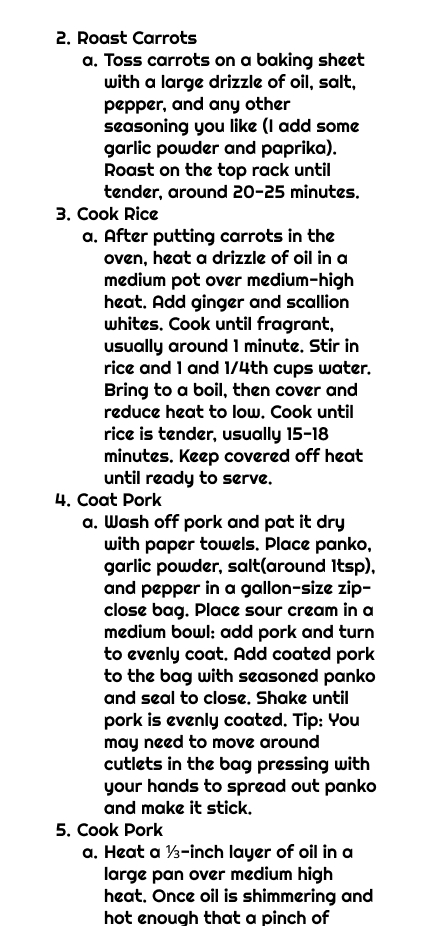 2. Roast Carrots
a. Toss carrots on a baking sheet
with a large drizzle of oil, salt,
pepper, and any other
seasoning you like (I add some
garlic powder and paprika).
Roast on the top rack until
tender, around 20-25 minutes.
3. Cook Rice
a. After putting carrots in the
oven, heat a drizzle of oil in a
medium pot over medium-high
heat. Add ginger and scallion
whites. Cook until fragrant,
usually around 1 minute. Stir in
rice and 1 and 1/4th cups water.
Bring to a boil, then cover and
reduce heat to low. Cook until
rice is tender, usually 15-18
minutes. Keep covered off heat
until ready to serve.
4. Coat Pork
a. Wash off pork and pat it dry
with paper towels. Place panko,
garlic powder, salt(around 1tsp),
and pepper in a gallon-size zip-
close bag. Place sour cream in a
medium bowl: add pork and turn
to evenly coat. Add coated pork
to the bag with seasoned panko
and seal to close. Shake until
pork is evenly coated. Tip: You
may need to move around
cutlets in the bag pressing with
your hands to spread out panko
and make it stick.
5. Cook Pork
a. Heat a ⅓-inch layer of oil in a
large pan over medium high
heat. Once oil is shimmering and
hot enough that a pinch of